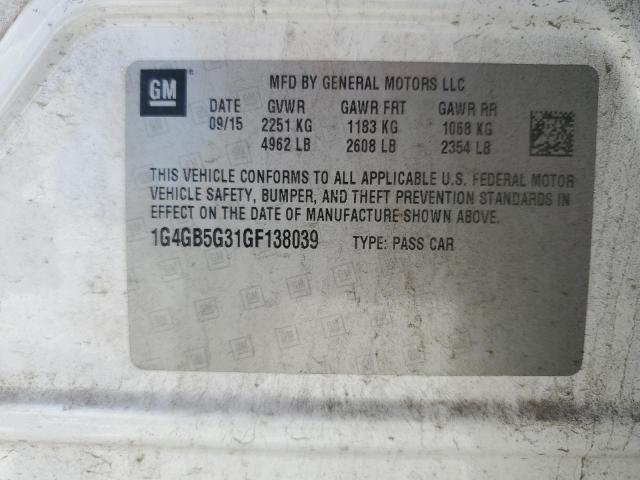 GM
MFD BY GENERAL MOTORS LLC
DATE GVWR GAWR FRT GAWR RR
09/15 2251 KG 1183 KG 1068 KG
4962 LB 2608 LB 2354 LB
THIS VEHICLE CONFORMS TO ALL APPLICABLE U.S. FEDERAL MOTOR
VEHICLE SAFETY, BUMPER, AND THEFT PREVENTION STANDARDS IN
EFFECT ON THE DATE OF MANUFACTURE SHOWN ABOVE.
1G4GB5G31GF138039 TYPE: PASS CAR